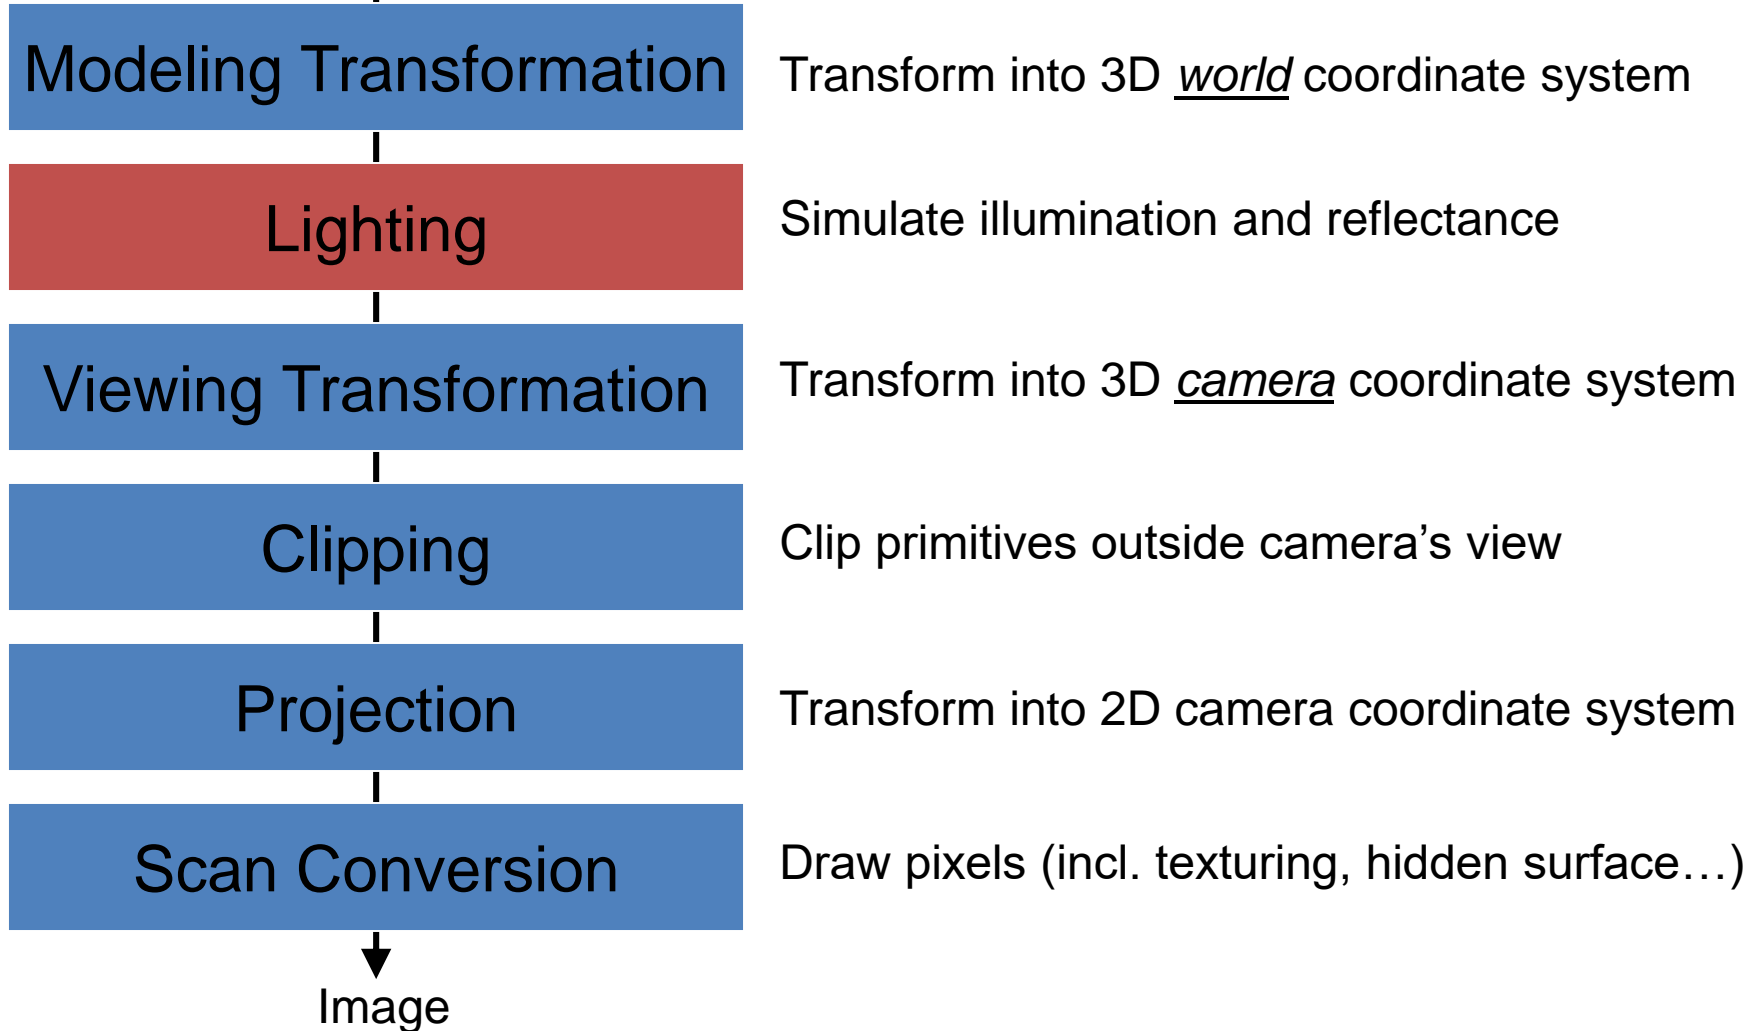 Modeling Transformation
Transform into 3D world coordinate system
Lighting
Simulate illumination and reflectance
Viewing Transformation
Transform into 3D camera coordinate system
Clipping
Clip primitives outside camera’s view
Projection
Transform into 2D camera coordinate system
Scan Conversion
Draw pixels (incl. texturing, hidden surface…)
Image